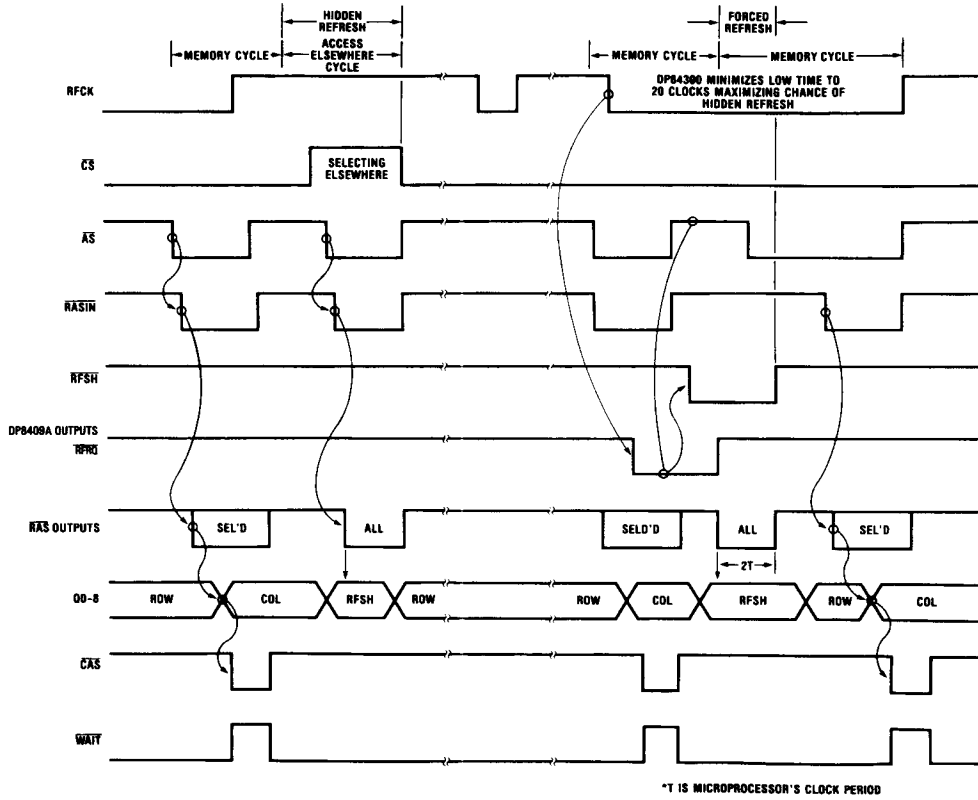 HIDDEN
REFRESH
FORCED
REFRESH
MEMORY CYCLE
ACCESS
ELSEWHERE
CYCLE
MEMORY CYCLE
MEMORY CYCLE
RFCK
DP84300 MINIMIZES LOW TIME TO
20 CLOCKS MAXIMIZING CHANCE OF
HIDDEN REFRESH
CS
SELECTING
ELSEWHERE
AS
RASIN
RFSH
DP8409A OUTPUTS
RFRQ
RAS OUTPUTS
SEL'D
ALL
SELD'D
ALL
SEL'D
2T
Q0-8
ROW
COL
RFSH
ROW
ROW
COL
RFSH
ROW
COL
CAS
WAIT
*T IS MICROPROCESSOR'S CLOCK PERIOD